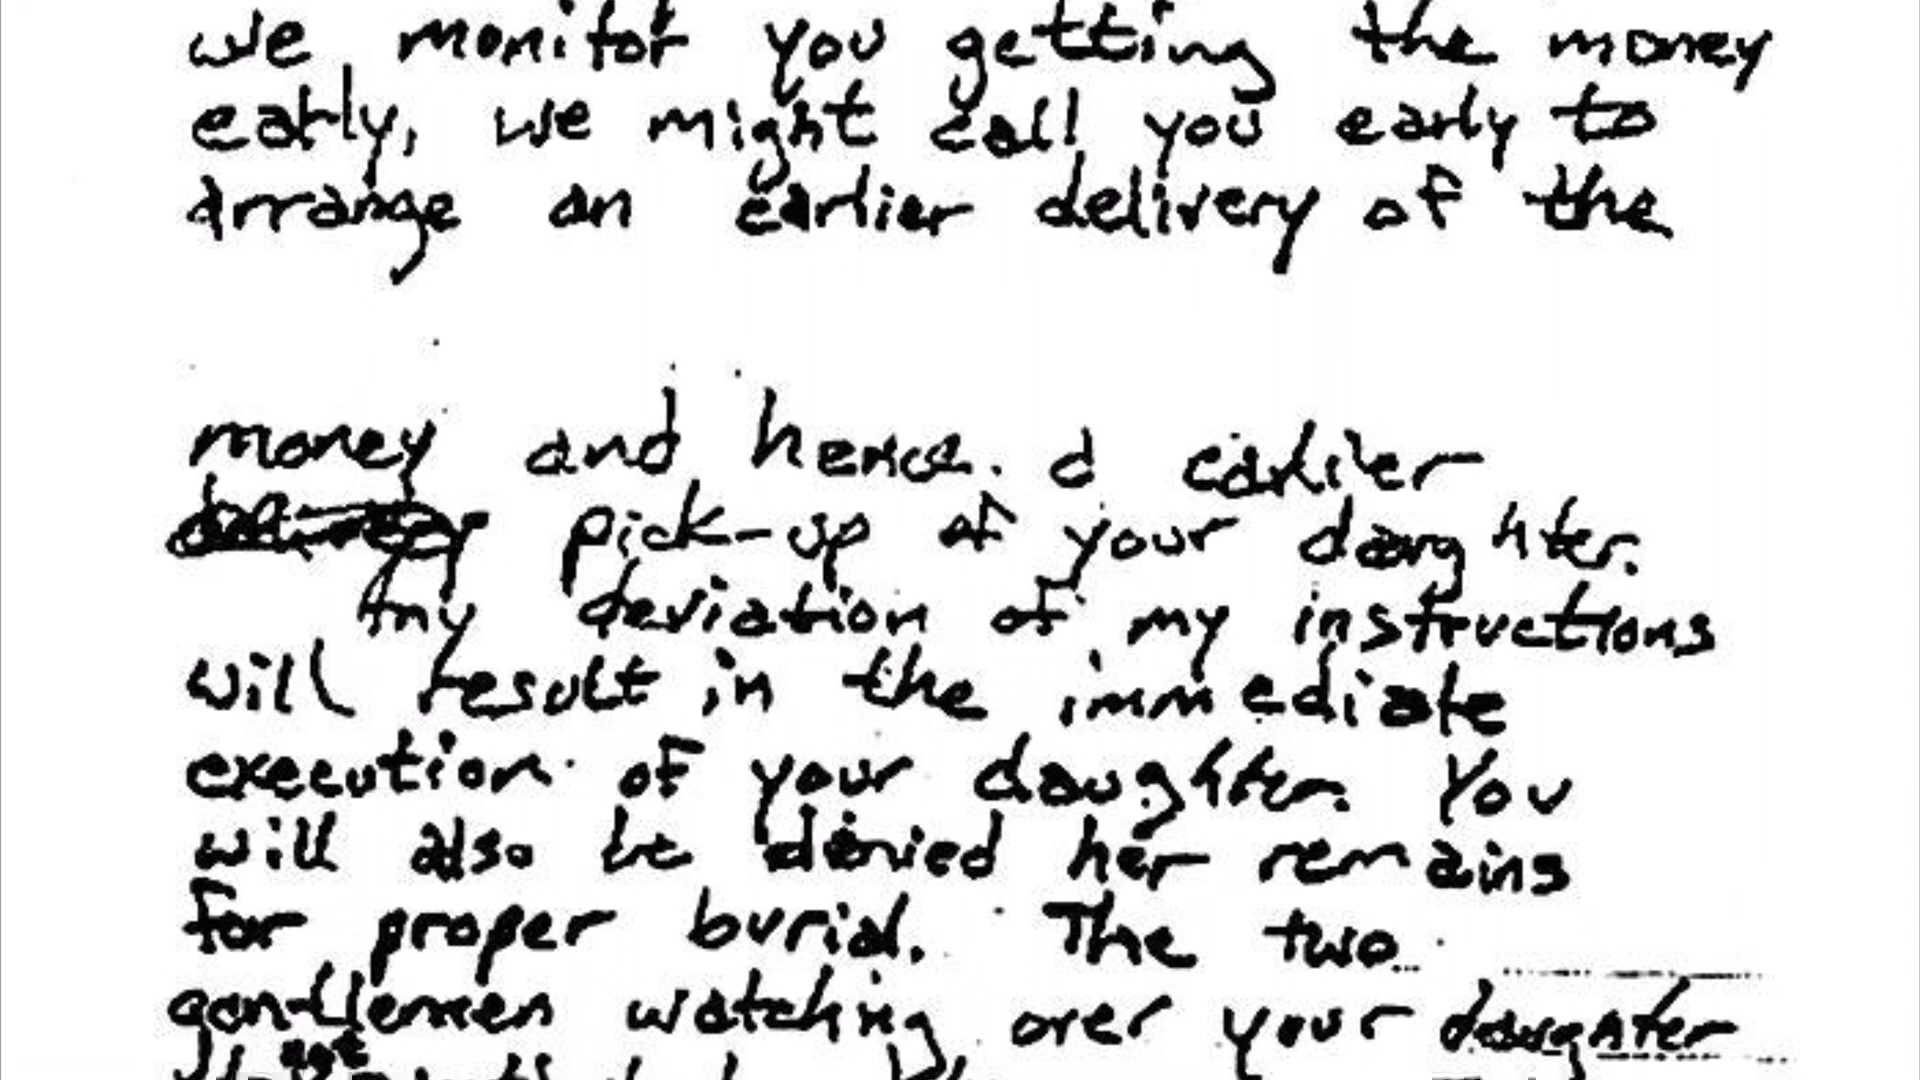 we monitor you getting the money
early, we might call you early to
arrange an earlier delivery of the
money and hence. a earlier
delivery pick-up of your daughter.
Any deviation of my instructions
will result in the immediate
execution of your daughter. You
will also be denied her remains
for proper burial. The two
gentlemen watching over your daughter
not